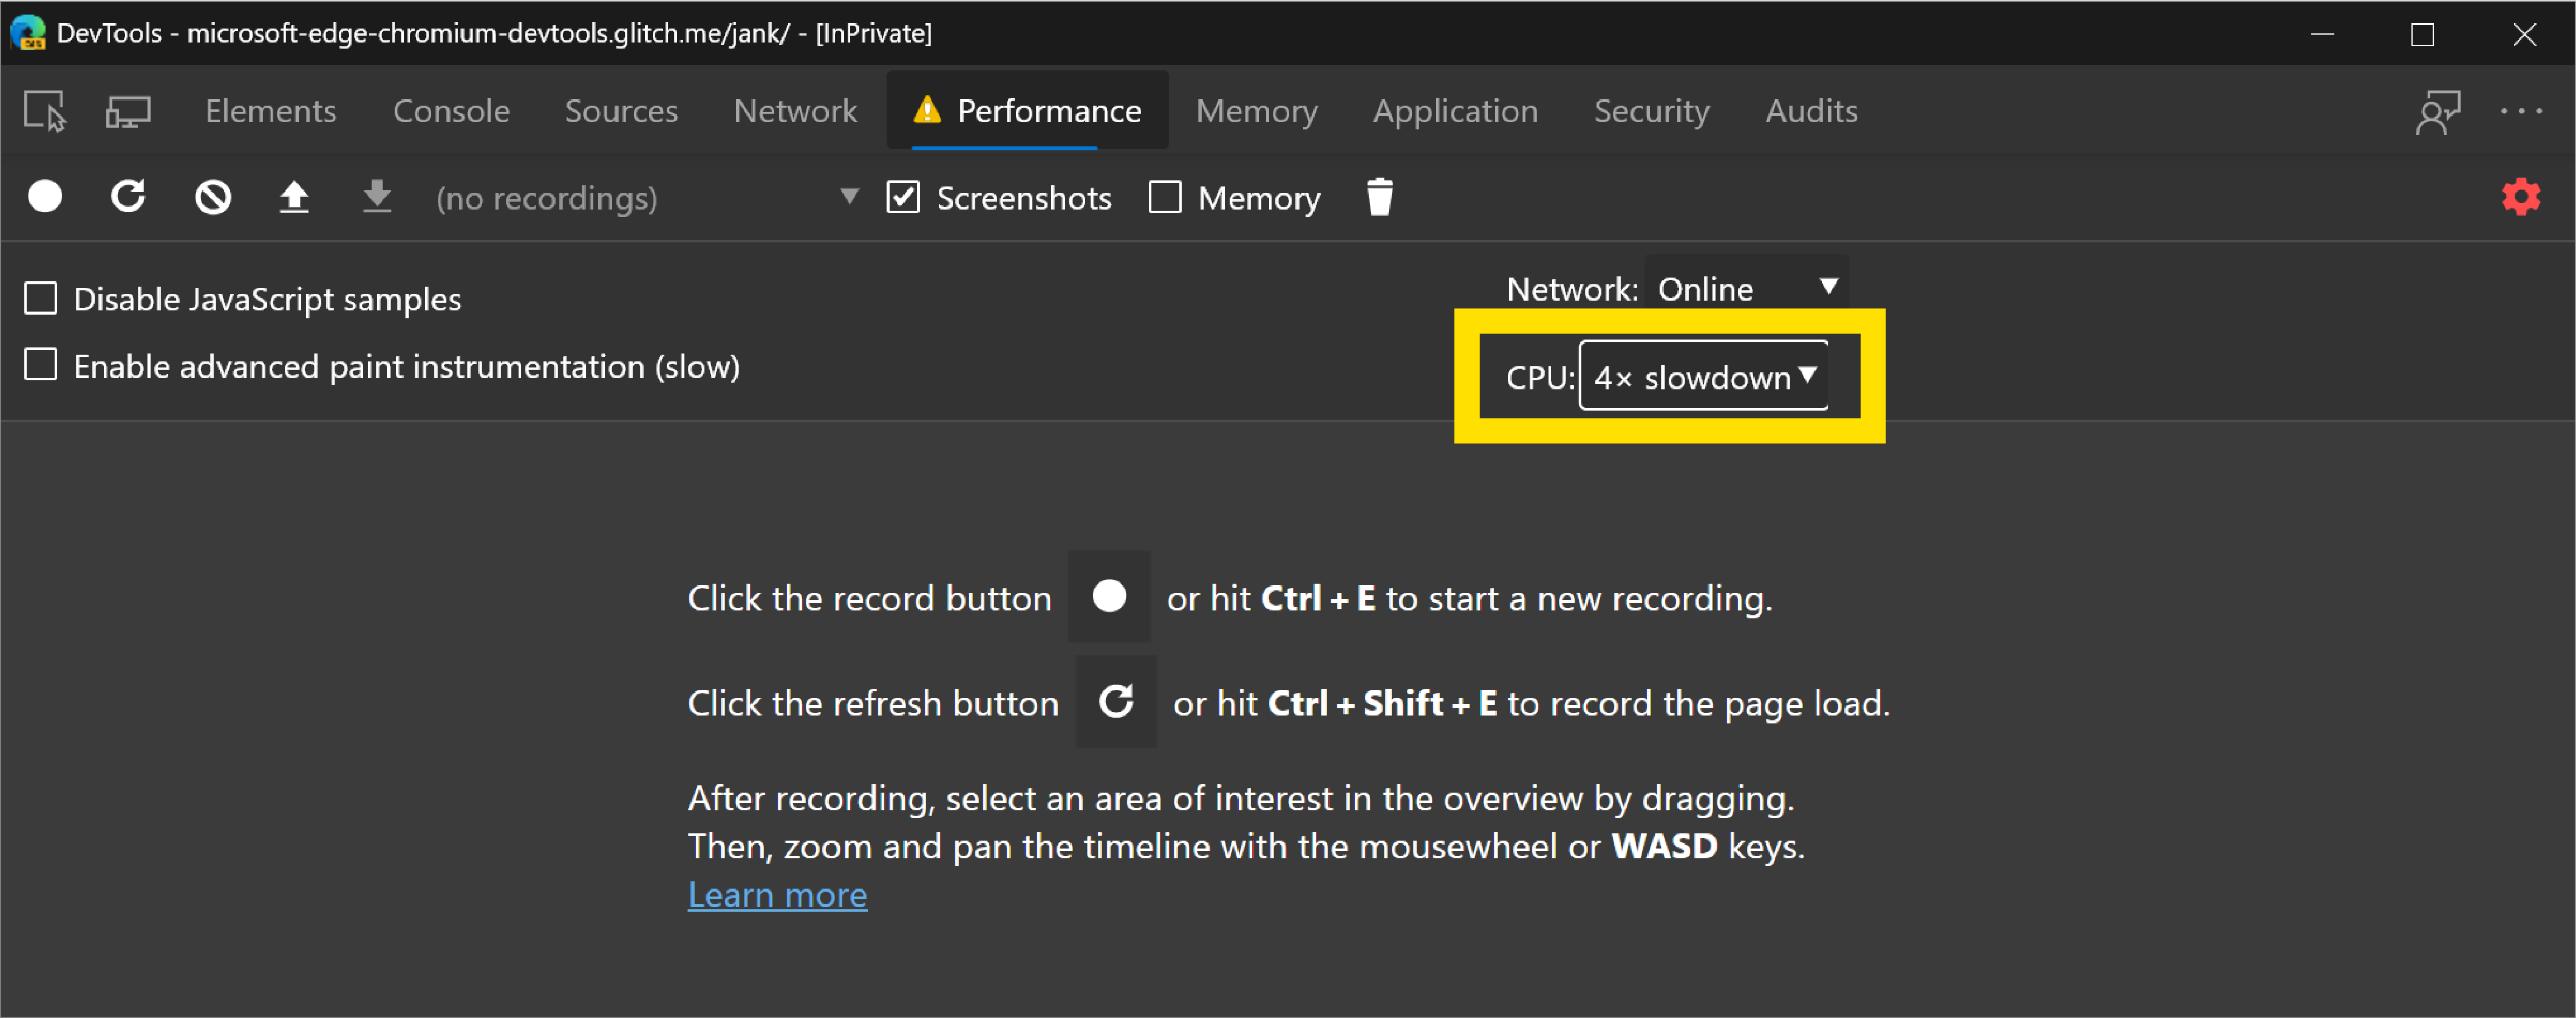 DevTools - microsoft-edge-chromium-devtools.glitch.me/jank/ - [InPrivate]
Elements Console Sources Network Performance Memory Application Security Audits
(no recordings) Screenshots Memory
Disable JavaScript samples
Network: Online
Enable advanced paint instrumentation (slow)
CPU: 4× slowdown
Click the record button or hit Ctrl + E to start a new recording.
Click the refresh button or hit Ctrl + Shift + E to record the page load.
After recording, select an area of interest in the overview by dragging.
Then, zoom and pan the timeline with the mousewheel or WASD keys.
Learn more